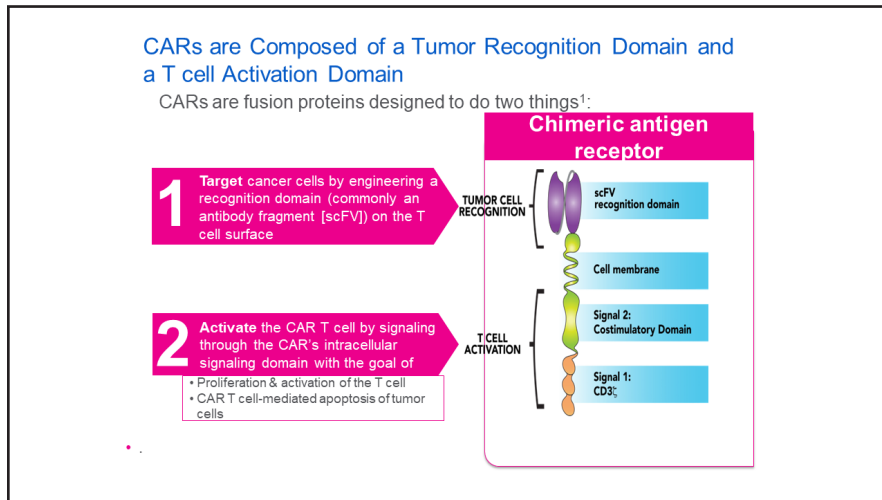 CARs are Composed of a Tumor Recognition Domain and
a T cell Activation Domain
CARs are fusion proteins designed to do two things¹:
Chimeric antigen
receptor
1
Target cancer cells by engineering a
recognition domain (commonly an
antibody fragment [scFV]) on the T
cell surface
TUMOR CELL
RECOGNITION
scFV
recognition domain
Cell membrane
2
Activate the CAR T cell by signaling
through the CAR's intracellular
signaling domain with the goal of
• Proliferation & activation of the T cell
• CAR T cell-mediated apoptosis of tumor
cells
T CELL
ACTIVATION
Signal 2:
Costimulatory Domain
Signal 1:
CD3ζ
• .